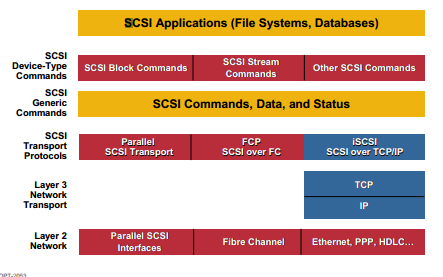 SCSI Applications (File Systems, Databases)
SCSI
Device-Type
Commands
SCSI Block Commands
SCSI Stream
Commands
Other SCSI Commands
SCSI
Generic
Commands
SCSI Commands, Data, and Status
SCSI
Transport
Protocols
Parallel
SCSI Transport
FCP
SCSI over FC
iSCSI
SCSI over TCP/IP
Layer 3
Network
Transport
TCP
IP
Layer 2
Network
Parallel SCSI
Interfaces
Fibre Channel
Ethernet, PPP, HDLC...